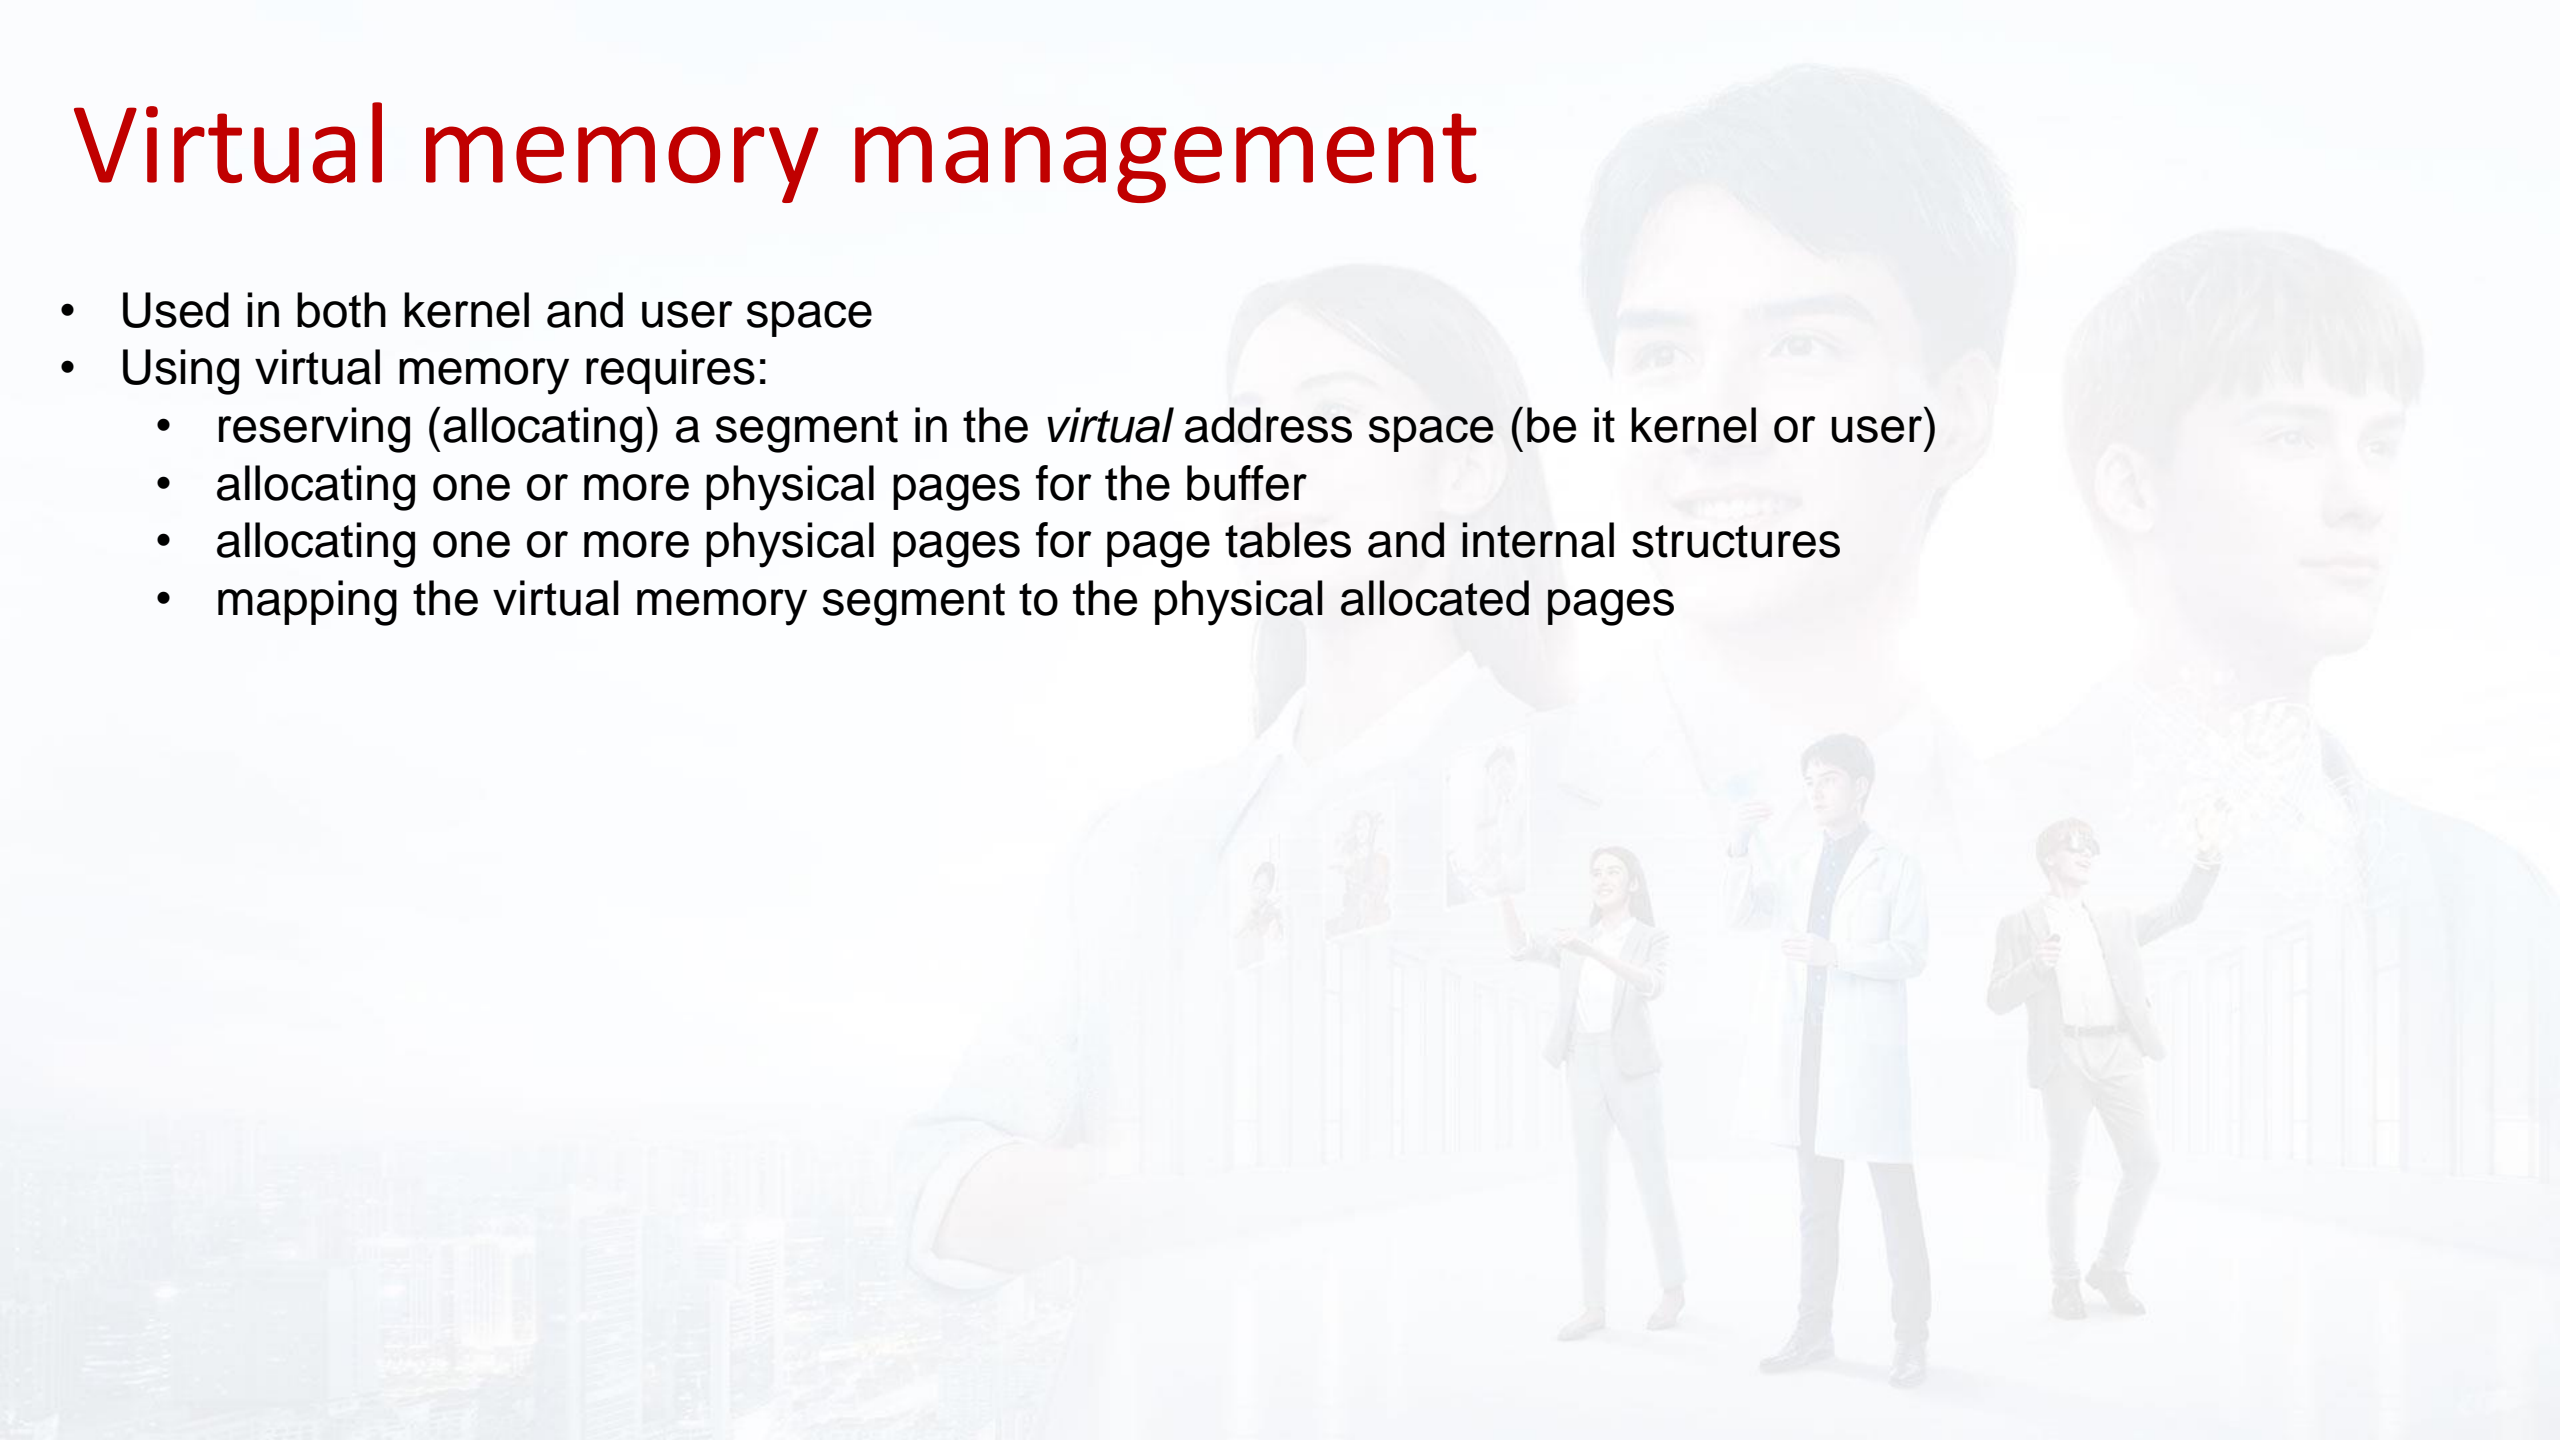 Virtual memory management
• Used in both kernel and user space
• Using virtual memory requires:
• reserving (allocating) a segment in the virtual address space (be it kernel or user)
• allocating one or more physical pages for the buffer
• allocating one or more physical pages for page tables and internal structures
• mapping the virtual memory segment to the physical allocated pages